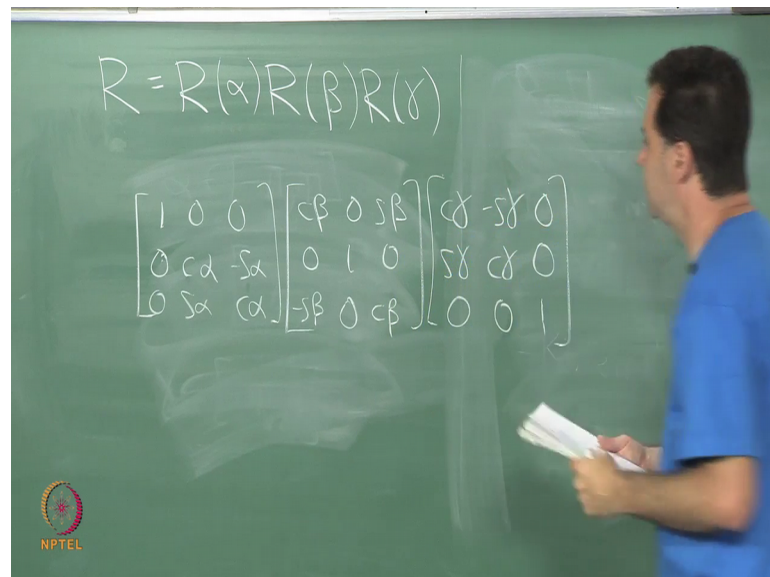 R = R(α) R(β) R(γ)
[ 1 0 0 ] [ cβ 0 sβ ] [ cγ -sγ 0 ]
[ 0 cα -sα ] [ 0 1 0 ] [ sγ cγ 0 ]
[ 0 sα cα ] [ -sβ 0 cβ ] [ 0 0 1 ]
NPTEL